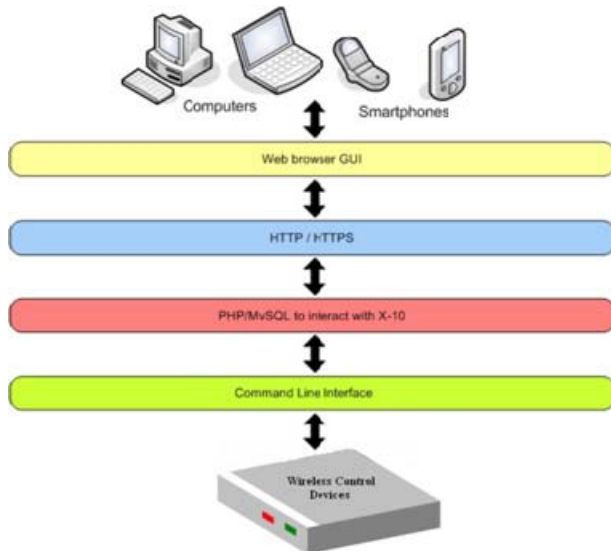 Computers
Smartphones
Web browser GUI
HTTP / HTTPS
PHP/MySQL to interact with X-10
Command Line Interface
Wireless Control
Devices